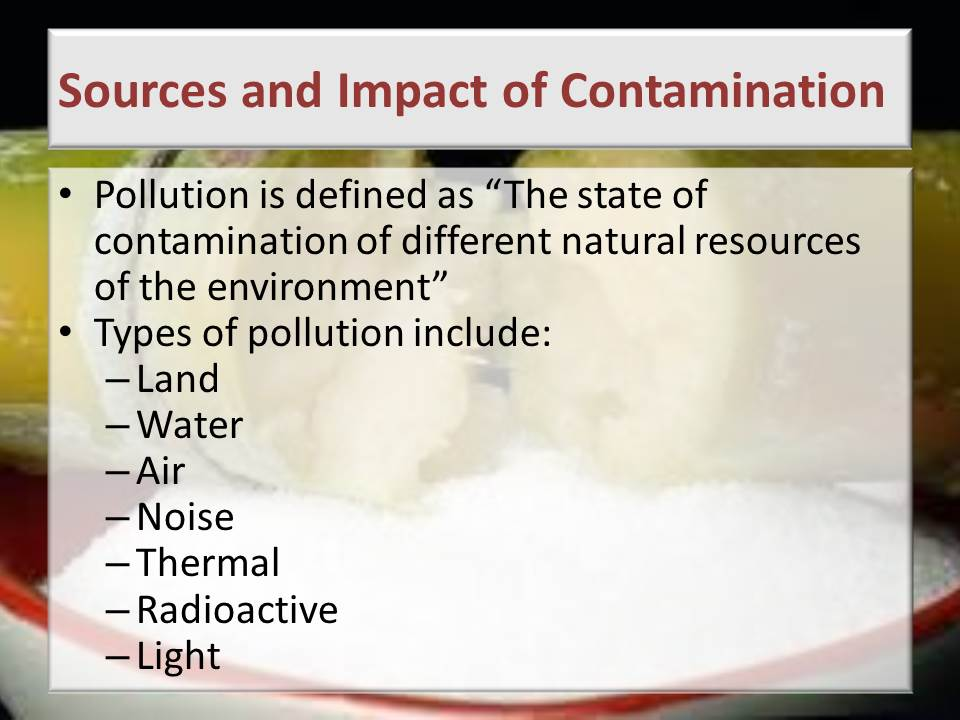 Sources and Impact of Contamination
• Pollution is defined as “The state of
contamination of different natural resources
of the environment”
• Types of pollution include:
– Land
– Water
– Air
– Noise
– Thermal
– Radioactive
– Light